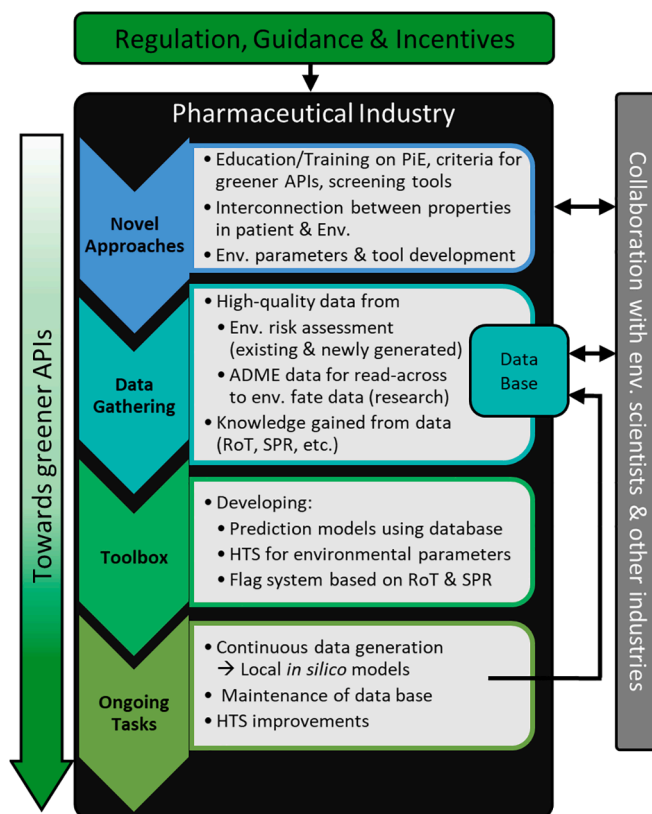 Regulation, Guidance & Incentives
Pharmaceutical Industry
Towards greener APIs
Novel
Approaches
• Education/Training on PiE, criteria for
greener APIs, screening tools
• Interconnection between properties
in patient & Env.
• Env. parameters & tool development
Data
Gathering
• High-quality data from
• Env. risk assessment
(existing & newly generated)
• ADME data for read-across
to env. fate data (research)
• Knowledge gained from data
(RoT, SPR, etc.)
Data
Base
Toolbox
• Developing:
• Prediction models using database
• HTS for environmental parameters
• Flag system based on RoT & SPR
Ongoing
Tasks
• Continuous data generation
→ Local in silico models
• Maintenance of data base
• HTS improvements
Collaboration with env. scientists & other industries